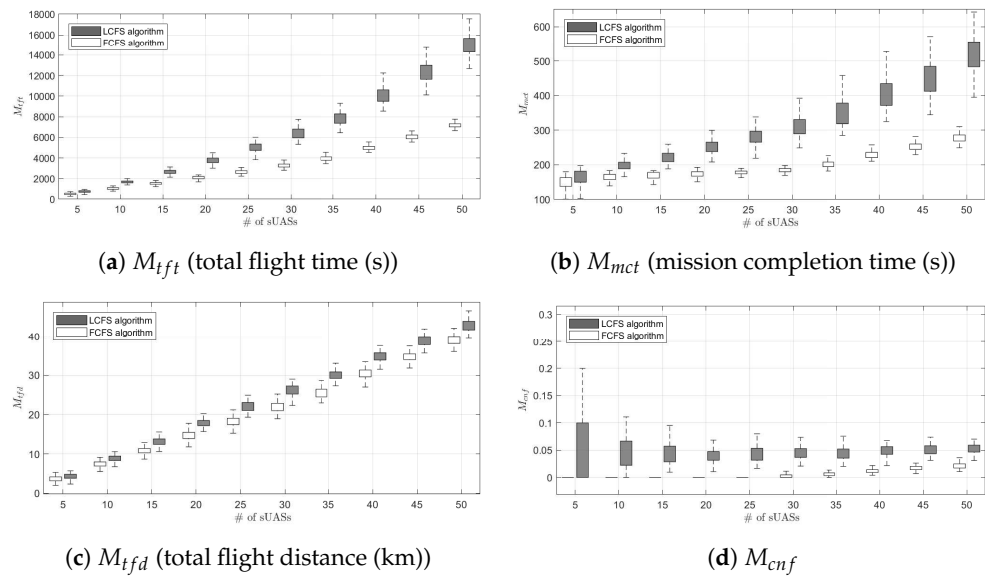 18000
16000
14000
12000
10000
8000
6000
4000
2000
0
M_tft
LCFS algorithm
FCFS algorithm
5 10 15 20 25 30 35 40 45 50
# of sUASs
(a) M_tft (total flight time (s))
600
500
400
300
200
100
M_mct
LCFS algorithm
FCFS algorithm
5 10 15 20 25 30 35 40 45 50
# of sUASs
(b) M_mct (mission completion time (s))
40
30
20
10
0
M_tfd
LCFS algorithm
FCFS algorithm
5 10 15 20 25 30 35 40 45 50
# of sUASs
(c) M_tfd (total flight distance (km))
0.3
0.25
0.2
0.15
0.1
0.05
0
M_cnf
LCFS algorithm
FCFS algorithm
5 10 15 20 25 30 35 40 45 50
# of sUASs
(d) M_cnf